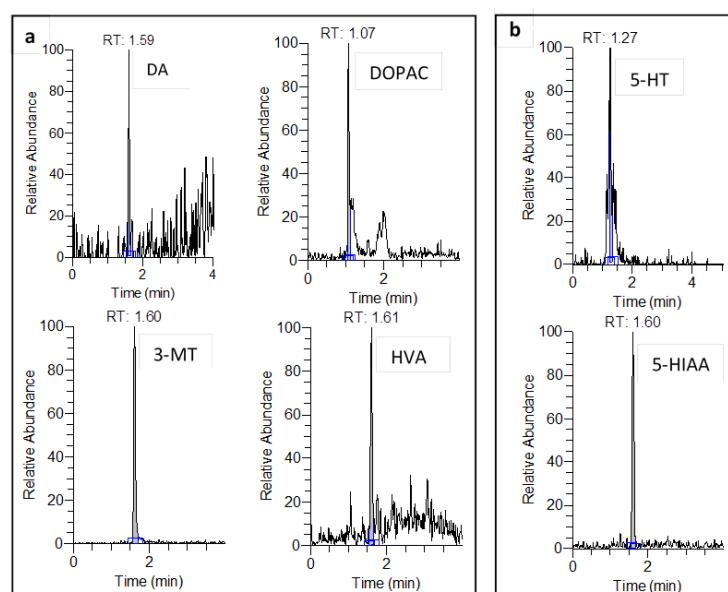 a
RT: 1.59
DA
Relative Abundance
100
80
60
40
20
0
0
2
4
Time (min)
RT: 1.07
DOPAC
Relative Abundance
100
80
60
40
20
0
0
2
Time (min)
RT: 1.60
3-MT
Relative Abundance
100
80
60
40
20
0
0
2
Time (min)
RT: 1.61
HVA
Relative Abundance
100
80
60
40
20
0
0
2
Time (min)
b
RT: 1.27
5-HT
Relative Abundance
100
80
60
40
20
0
0
2
4
Time (min)
RT: 1.60
5-HIAA
Relative Abundance
100
80
60
40
20
0
0
2
Time (min)